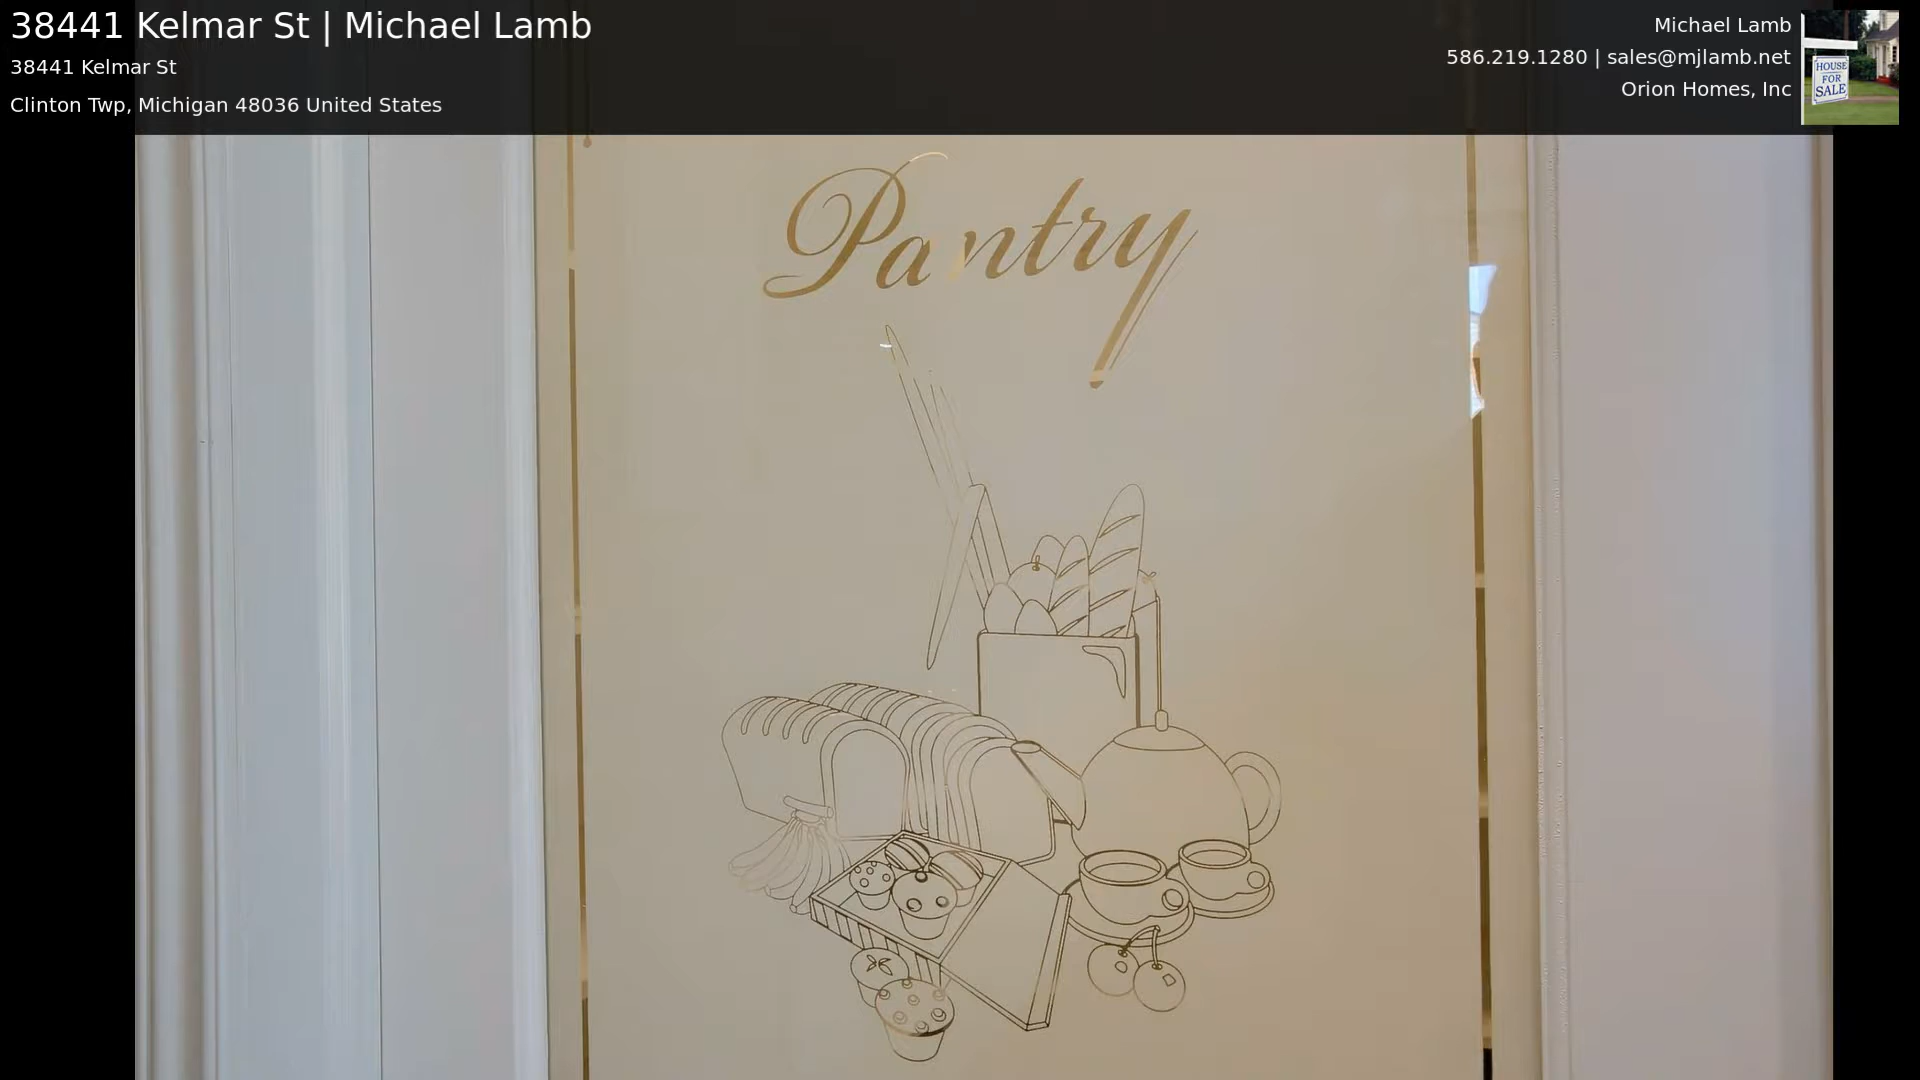 38441 Kelmar St | Michael Lamb
38441 Kelmar St
Clinton Twp, Michigan 48036 United States
Michael Lamb
586.219.1280 | sales@mjlamb.net
Orion Homes, Inc
HOUSE
FOR
SALE
Pantry